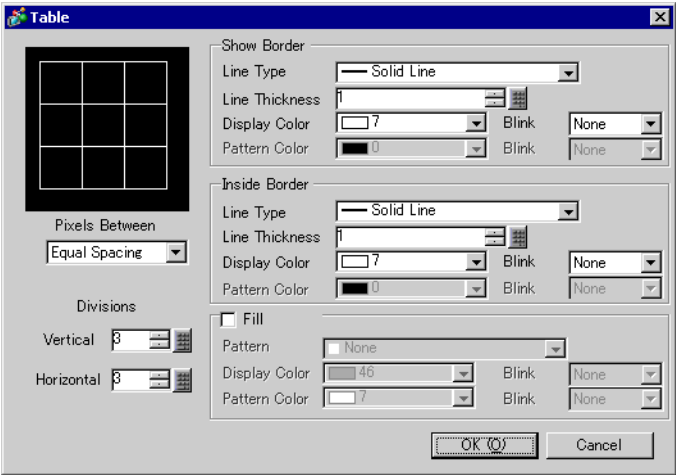 Table
Pixels Between
Equal Spacing
Divisions
Vertical 3
Horizontal 3
Show Border
Line Type Solid Line
Line Thickness 1
Display Color 7 Blink None
Pattern Color 0 Blink None
Inside Border
Line Type Solid Line
Line Thickness 1
Display Color 7 Blink None
Pattern Color 0 Blink None
Fill
Pattern None
Display Color 46 Blink None
Pattern Color 7 Blink None
OK (O) Cancel